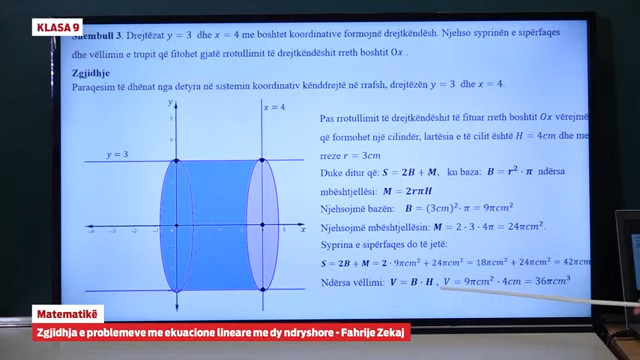 KLASA 9
Shembull 3. Drejtëzat y = 3 dhe x = 4 me boshtet koordinative formojnë drejtkëndësh. Njehso syprinën e sipërfaqes
dhe vëllimin e trupit që fitohet gjatë rrotullimit të drejtkëndëshit rreth boshtit Ox .
Zgjidhje
Paraqesim të dhënat nga detyra në sistemin koordinativ kënddrejtë në rrafsh, drejtëzën y = 3 dhe x = 4.
y
x = 4
y = 3
x
Pas rrotullimit të drejtkëndëshit të fituar rreth boshtit Ox vërejmë
që formohet një cilindër, lartësia e të cilit është H = 4cm dhe me
rreze r = 3cm
Duke ditur që: S = 2B + M, ku baza: B = r² · π ndërsa
mbështjellësi: M = 2rπH
Njehsojmë bazën: B = (3cm)² · π = 9πcm²
Njehsojmë mbështjellësin: M = 2 · 3 · 4π = 24πcm².
Syprina e sipërfaqes do të jetë:
S = 2B + M = 2 · 9πcm² + 24πcm² = 18πcm² + 24πcm² = 42πcm
Ndërsa vëllimi: V = B · H , V = 9πcm² · 4cm = 36πcm³
Matematikë
Zgjidhja e problemeve me ekuacione lineare me dy ndryshore - Fahrije Zekaj